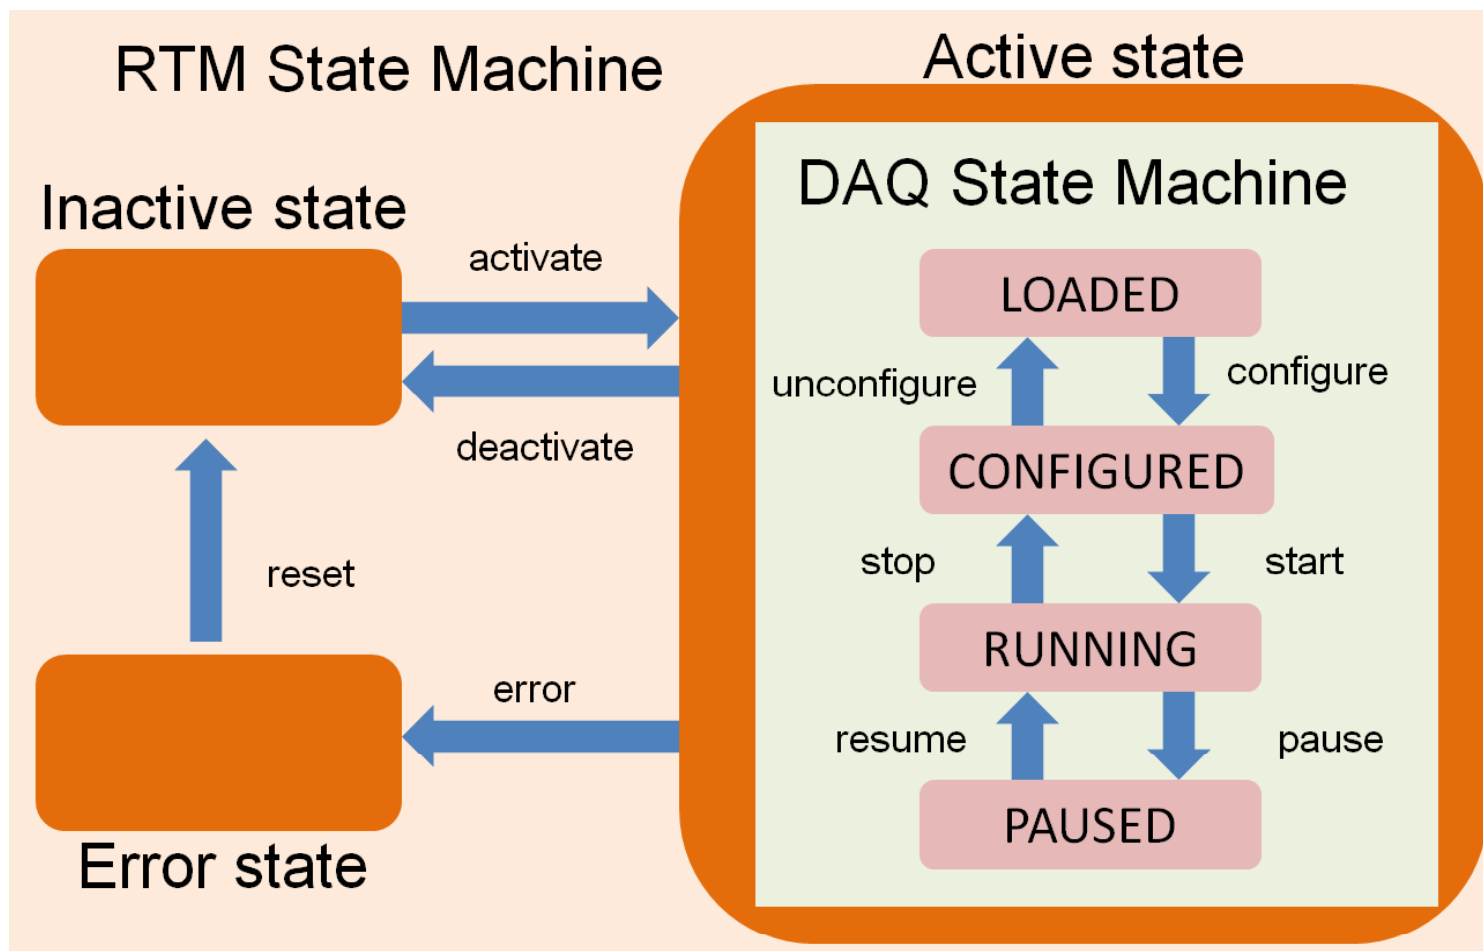 RTM State Machine
Active state
Inactive state
activate
deactivate
reset
error
Error state
DAQ State Machine
LOADED
unconfigure
configure
CONFIGURED
stop
start
RUNNING
resume
pause
PAUSED